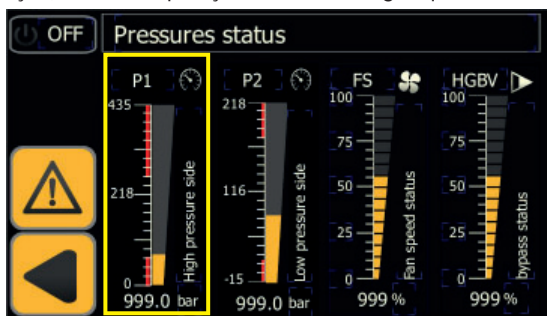 OFF
Pressures status
P1
P2
FS
HGBV
435
218
0
High pressure side
999.0 bar
218
116
-15
Low pressure side
999.0 bar
100
75
50
25
0
Fan speed status
999 %
100
75
50
25
0
bypass status
999 %